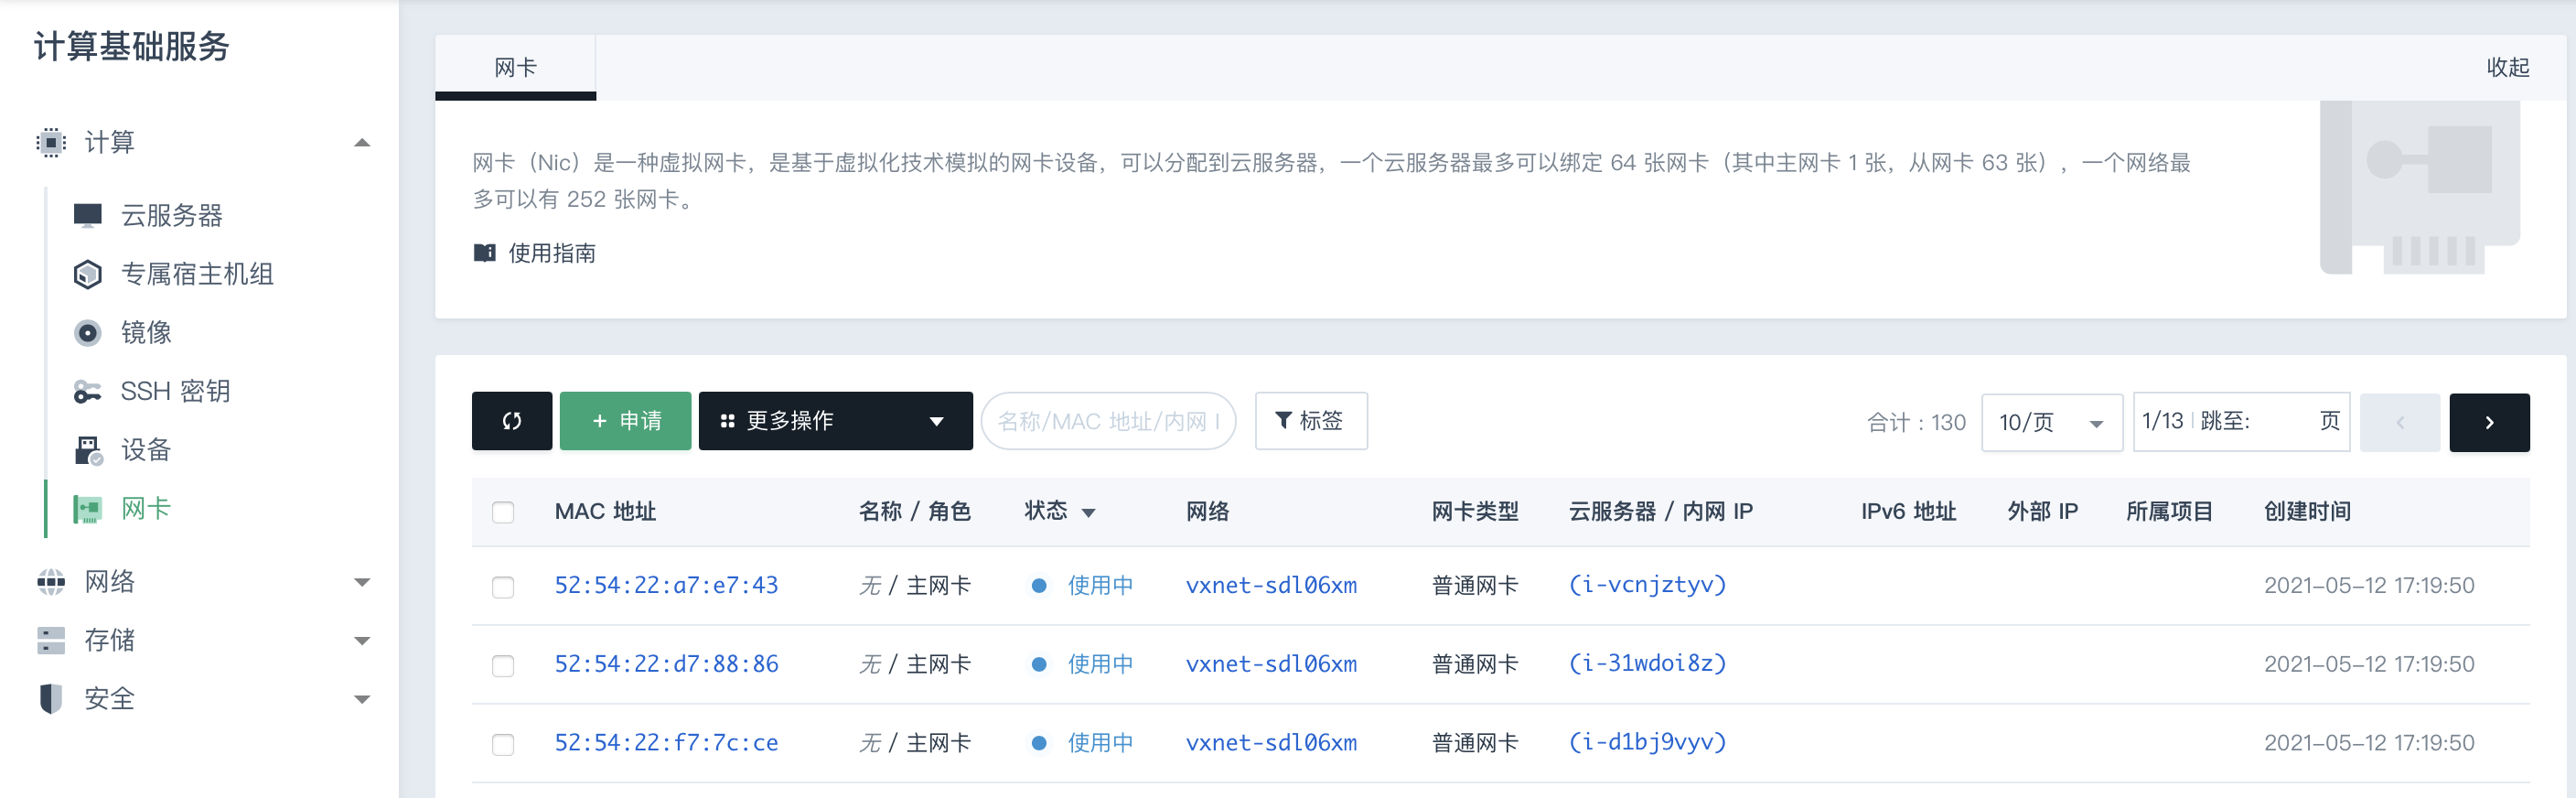 计算基础服务
计算
云服务器
专属宿主机组
镜像
SSH 密钥
设备
网卡
网络
存储
安全
网卡
收起
网卡（Nic）是一种虚拟网卡，是基于虚拟化技术模拟的网卡设备，可以分配到云服务器，一个云服务器最多可以绑定 64 张网卡（其中主网卡 1 张，从网卡 63 张），一个网络最
多可以有 252 张网卡。
使用指南
+ 申请 更多操作 名称/MAC 地址/内网 I 标签 合计：130 10/页 1/13 跳至: 页
MAC 地址 名称 / 角色 状态 网络 网卡类型 云服务器 / 内网 IP IPv6 地址 外部 IP 所属项目 创建时间
52:54:22:a7:e7:43 无 / 主网卡 使用中 vxnet-sdl06xm 普通网卡 (i-vcnjztyv) 2021-05-12 17:19:50
52:54:22:d7:88:86 无 / 主网卡 使用中 vxnet-sdl06xm 普通网卡 (i-31wdoi8z) 2021-05-12 17:19:50
52:54:22:f7:7c:ce 无 / 主网卡 使用中 vxnet-sdl06xm 普通网卡 (i-d1bj9vyv) 2021-05-12 17:19:50